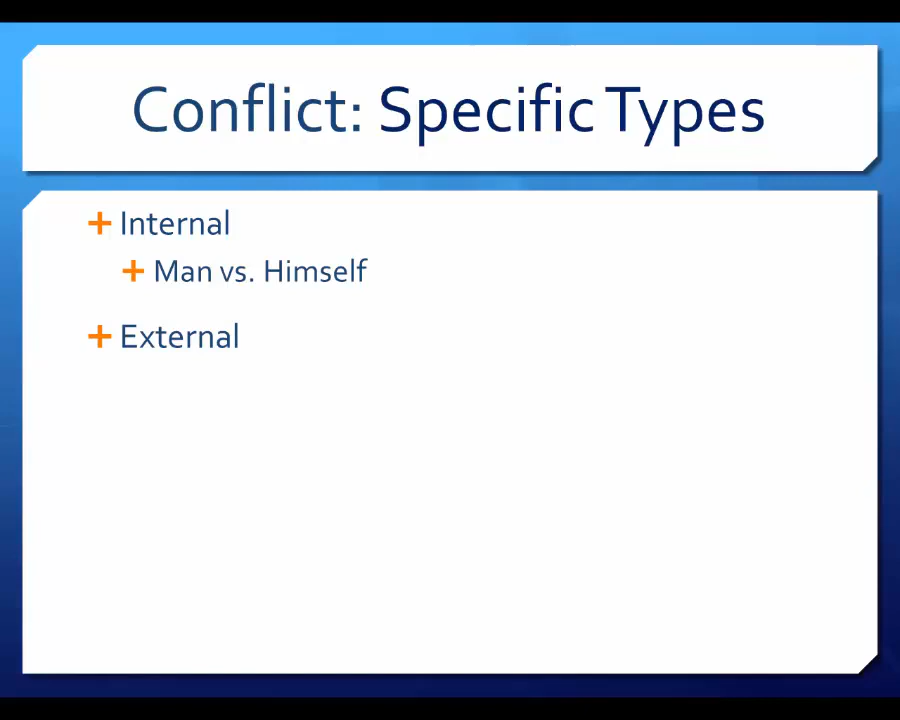 Conflict: Specific Types
Internal
Man vs. Himself
External